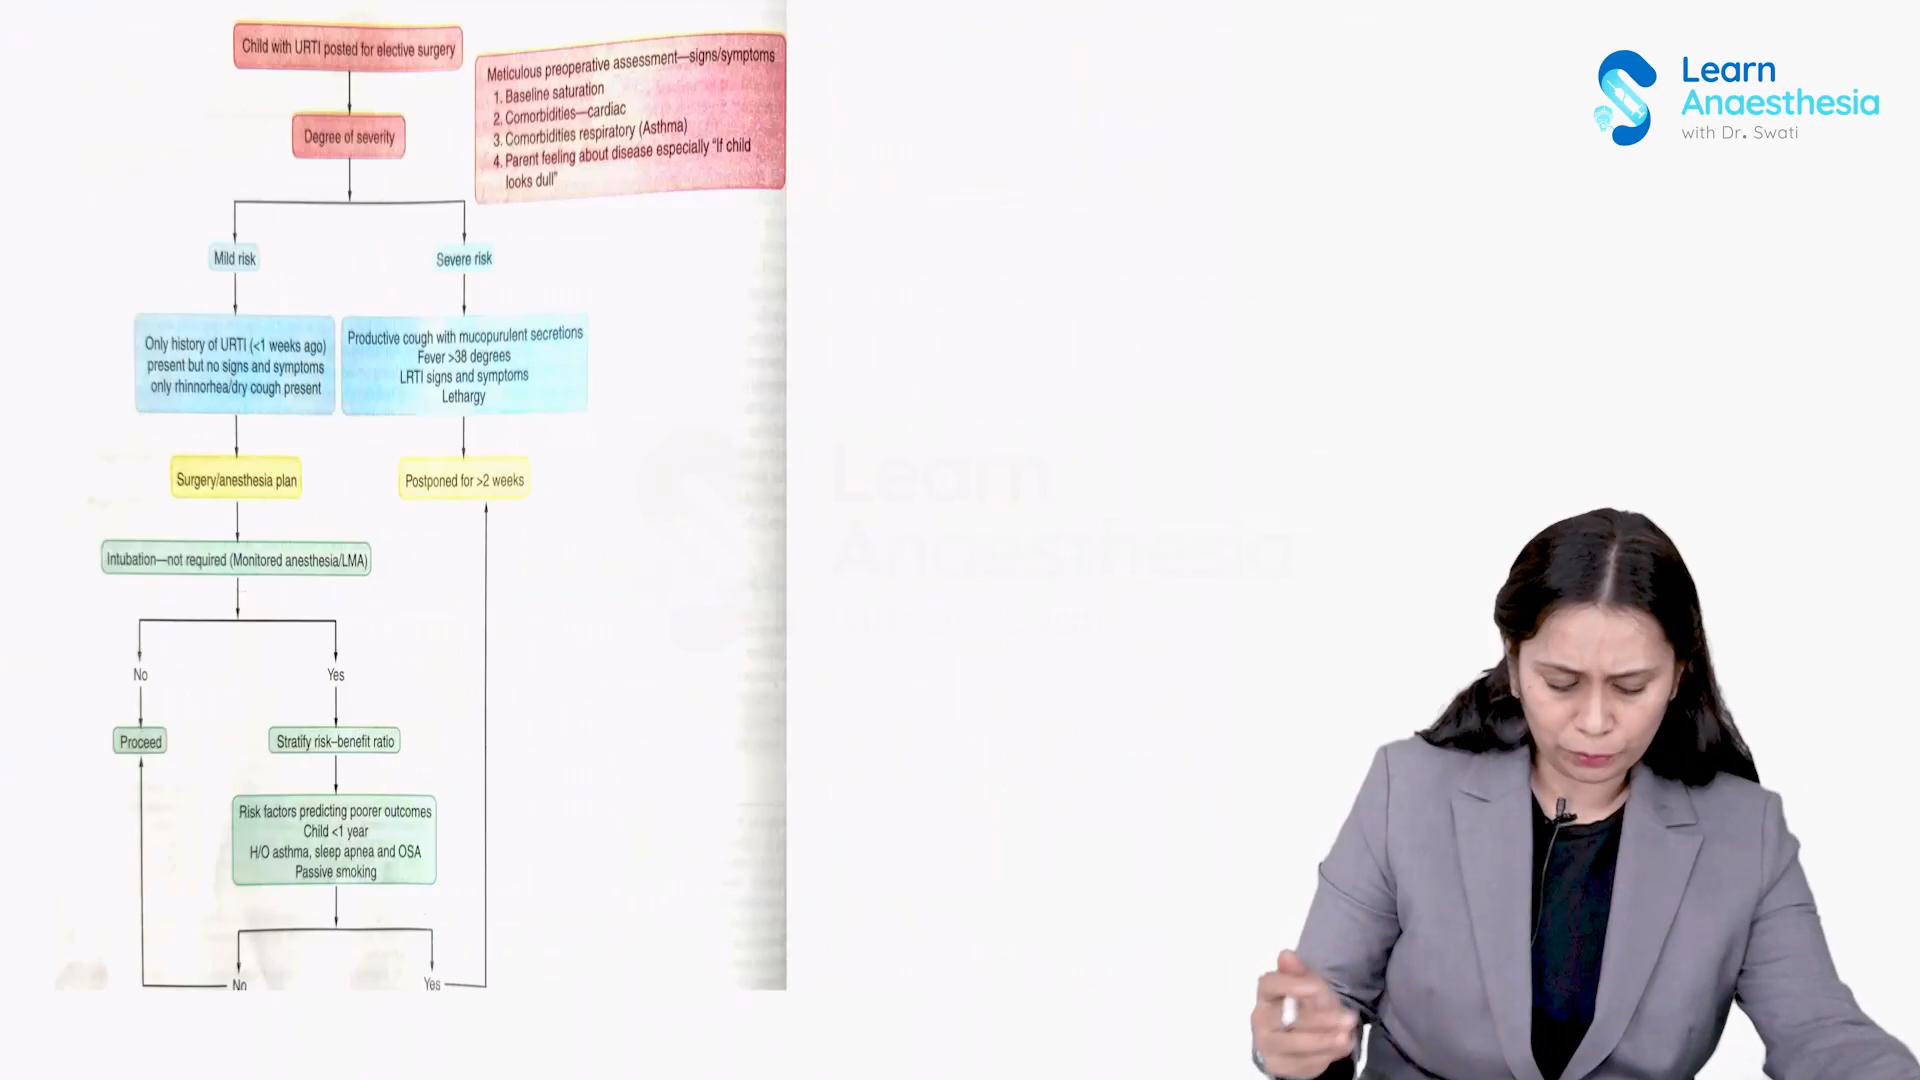 Child with URTI posted for elective surgery
Degree of severity
Meticulous preoperative assessment—signs/symptoms
1. Baseline saturation
2. Comorbidities—cardiac
3. Comorbidities respiratory (Asthma)
4. Parent feeling about disease especially “If child
looks dull”
Mild risk
Severe risk
Only history of URTI (<1 weeks ago)
present but no signs and symptoms
only rhinnorhea/dry cough present
Productive cough with mucopurulent secretions
Fever >38 degrees
LRTI signs and symptoms
Lethargy
Surgery/anesthesia plan
Postponed for >2 weeks
Intubation—not required (Monitored anesthesia/LMA)
No
Yes
Proceed
Stratify risk–benefit ratio
Risk factors predicting poorer outcomes
Child <1 year
H/O asthma, sleep apnea and OSA
Passive smoking
No
Yes
Learn
Anaesthesia
with Dr. Swati
Learn
Anaesthesia